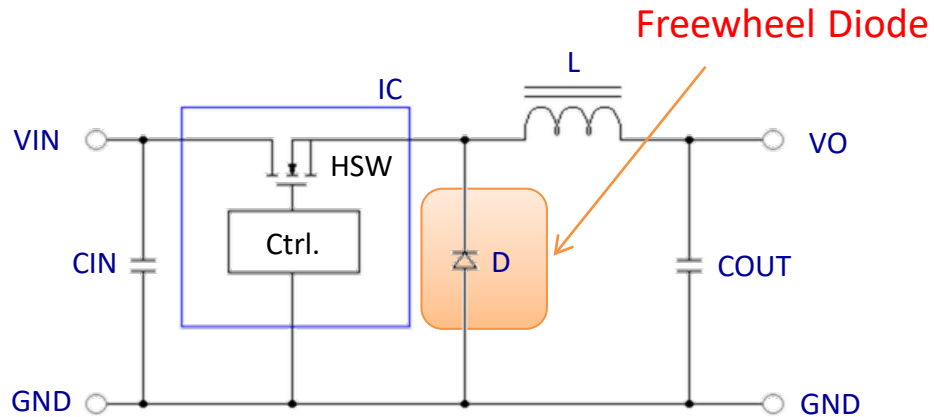 Freewheel Diode
L
IC
VIN
HSW
VO
Ctrl.
CIN
D
COUT
GND
GND